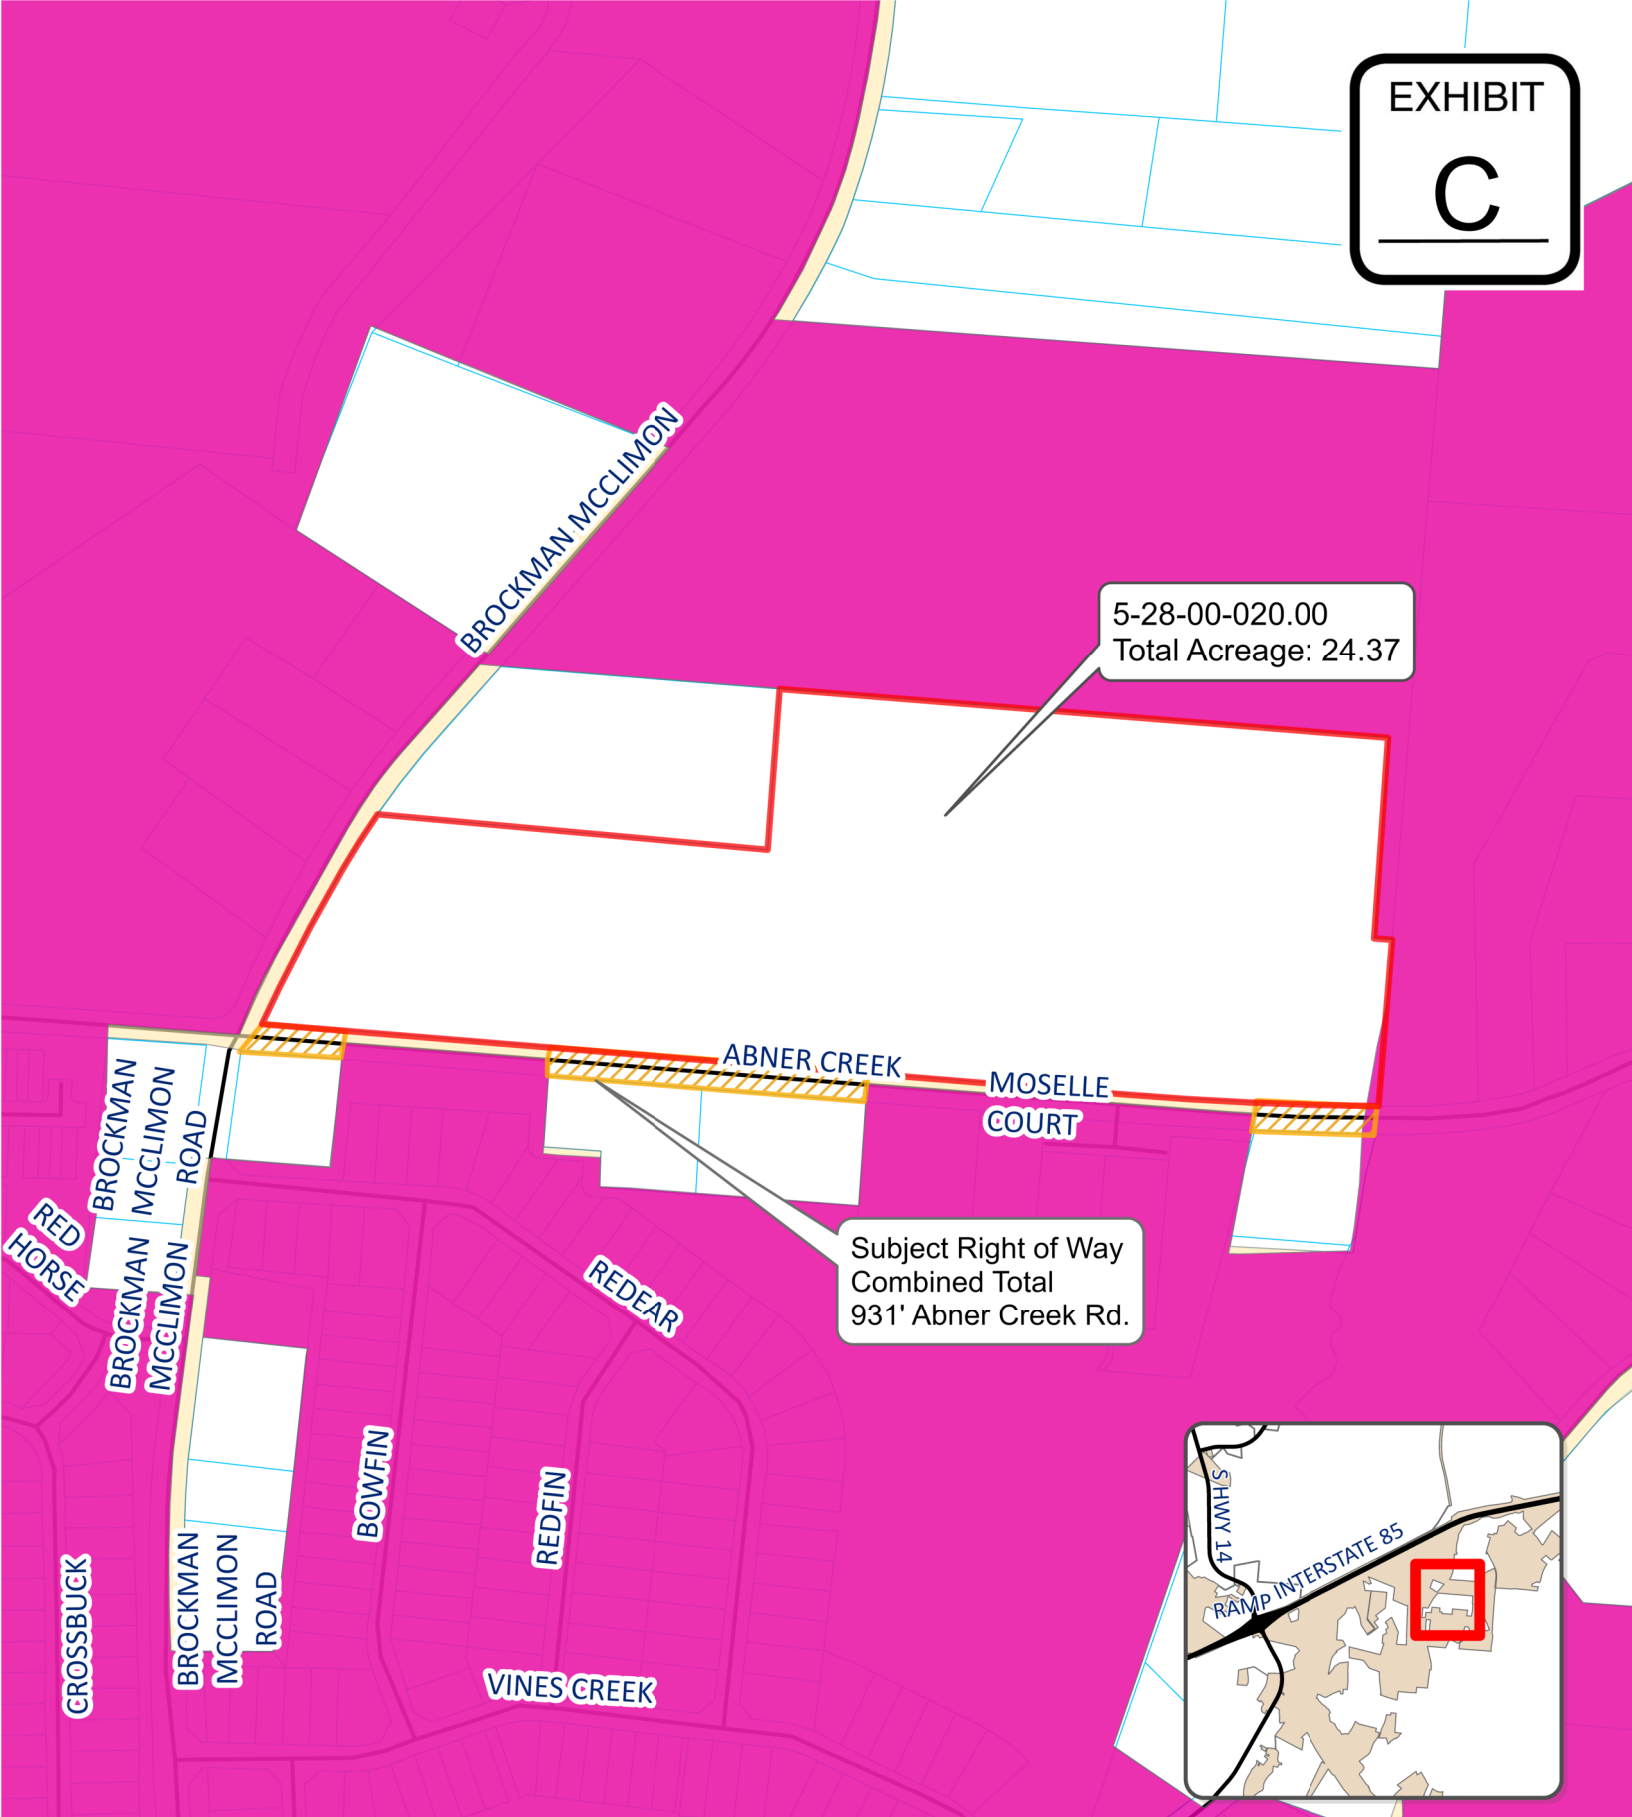 EXHIBIT
C
BROCKMAN MCCLIMON
5-28-00-020.00
Total Acreage: 24.37
ABNER CREEK
MOSELLE
COURT
BROCKMAN
MCCLIMON
ROAD
RED
HORSE
BROCKMAN
MCCLIMON
Subject Right of Way
Combined Total
931' Abner Creek Rd.
REDEAR
BOWFIN
REDFIN
CROSSBUCK
BROCKMAN
MCCLIMON
ROAD
VINES CREEK
S HWY 14
RAMP
INTERSTATE 85